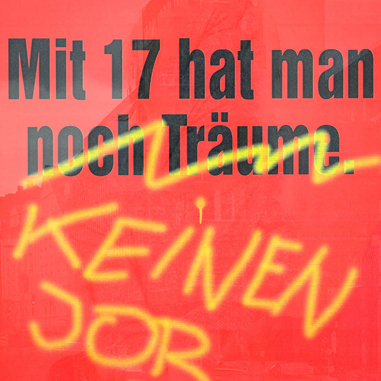 Mit 17 hat man
noch Träume.
KEINEN
JOB